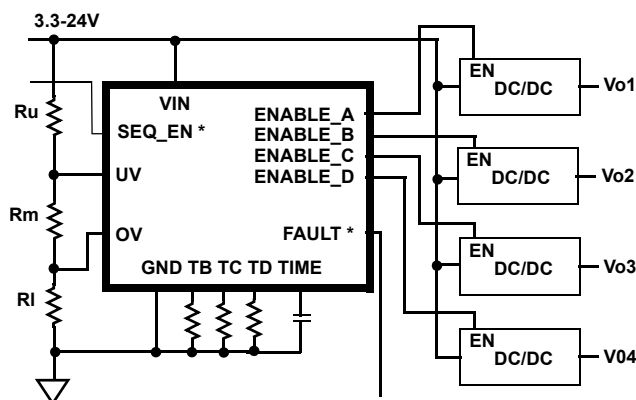 3.3-24V
EN
DC/DC
Vo1
VIN
Ru
ENABLE_A
SEQ_EN *
ENABLE_B
ENABLE_C
ENABLE_D
EN
DC/DC
Vo2
UV
Rm
OV
FAULT *
EN
DC/DC
Vo3
GND TB TC TD TIME
Rl
EN
DC/DC
V04